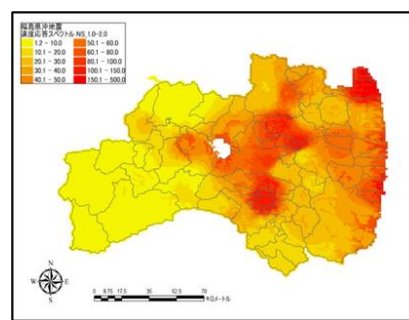 福島県沖地震
速度応答スペクトル NS_1.0-2.0
1.2 - 10.0
10.1 - 20.0
20.1 - 30.0
30.1 - 40.0
40.1 - 50.0
50.1 - 60.0
60.1 - 80.0
80.1 - 100.0
100.1 - 150.0
150.1 - 500.0
N
W
E
S
0 8.75 17.5 35 52.5 70
キロメートル